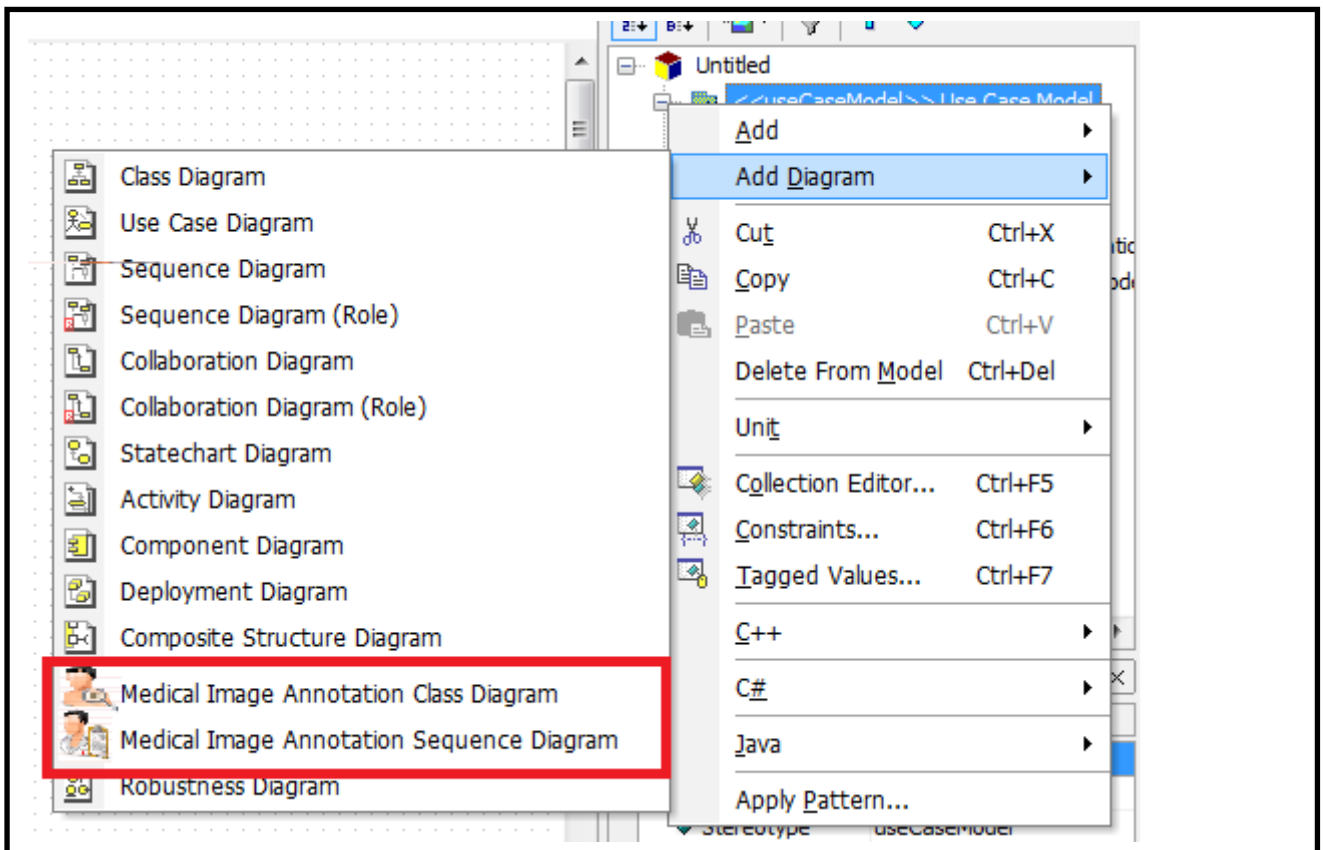 Untitled
<<useCaseModel>> Use Case Model
Add
Add Diagram
Cut Ctrl+X
Copy Ctrl+C
Paste Ctrl+V
Delete From Model Ctrl+Del
Unit
Collection Editor... Ctrl+F5
Constraints... Ctrl+F6
Tagged Values... Ctrl+F7
C++
C#
Java
Apply Pattern...
Class Diagram
Use Case Diagram
Sequence Diagram
Sequence Diagram (Role)
Collaboration Diagram
Collaboration Diagram (Role)
Statechart Diagram
Activity Diagram
Component Diagram
Deployment Diagram
Composite Structure Diagram
Medical Image Annotation Class Diagram
Medical Image Annotation Sequence Diagram
Robustness Diagram
Stereotype useCaseModel